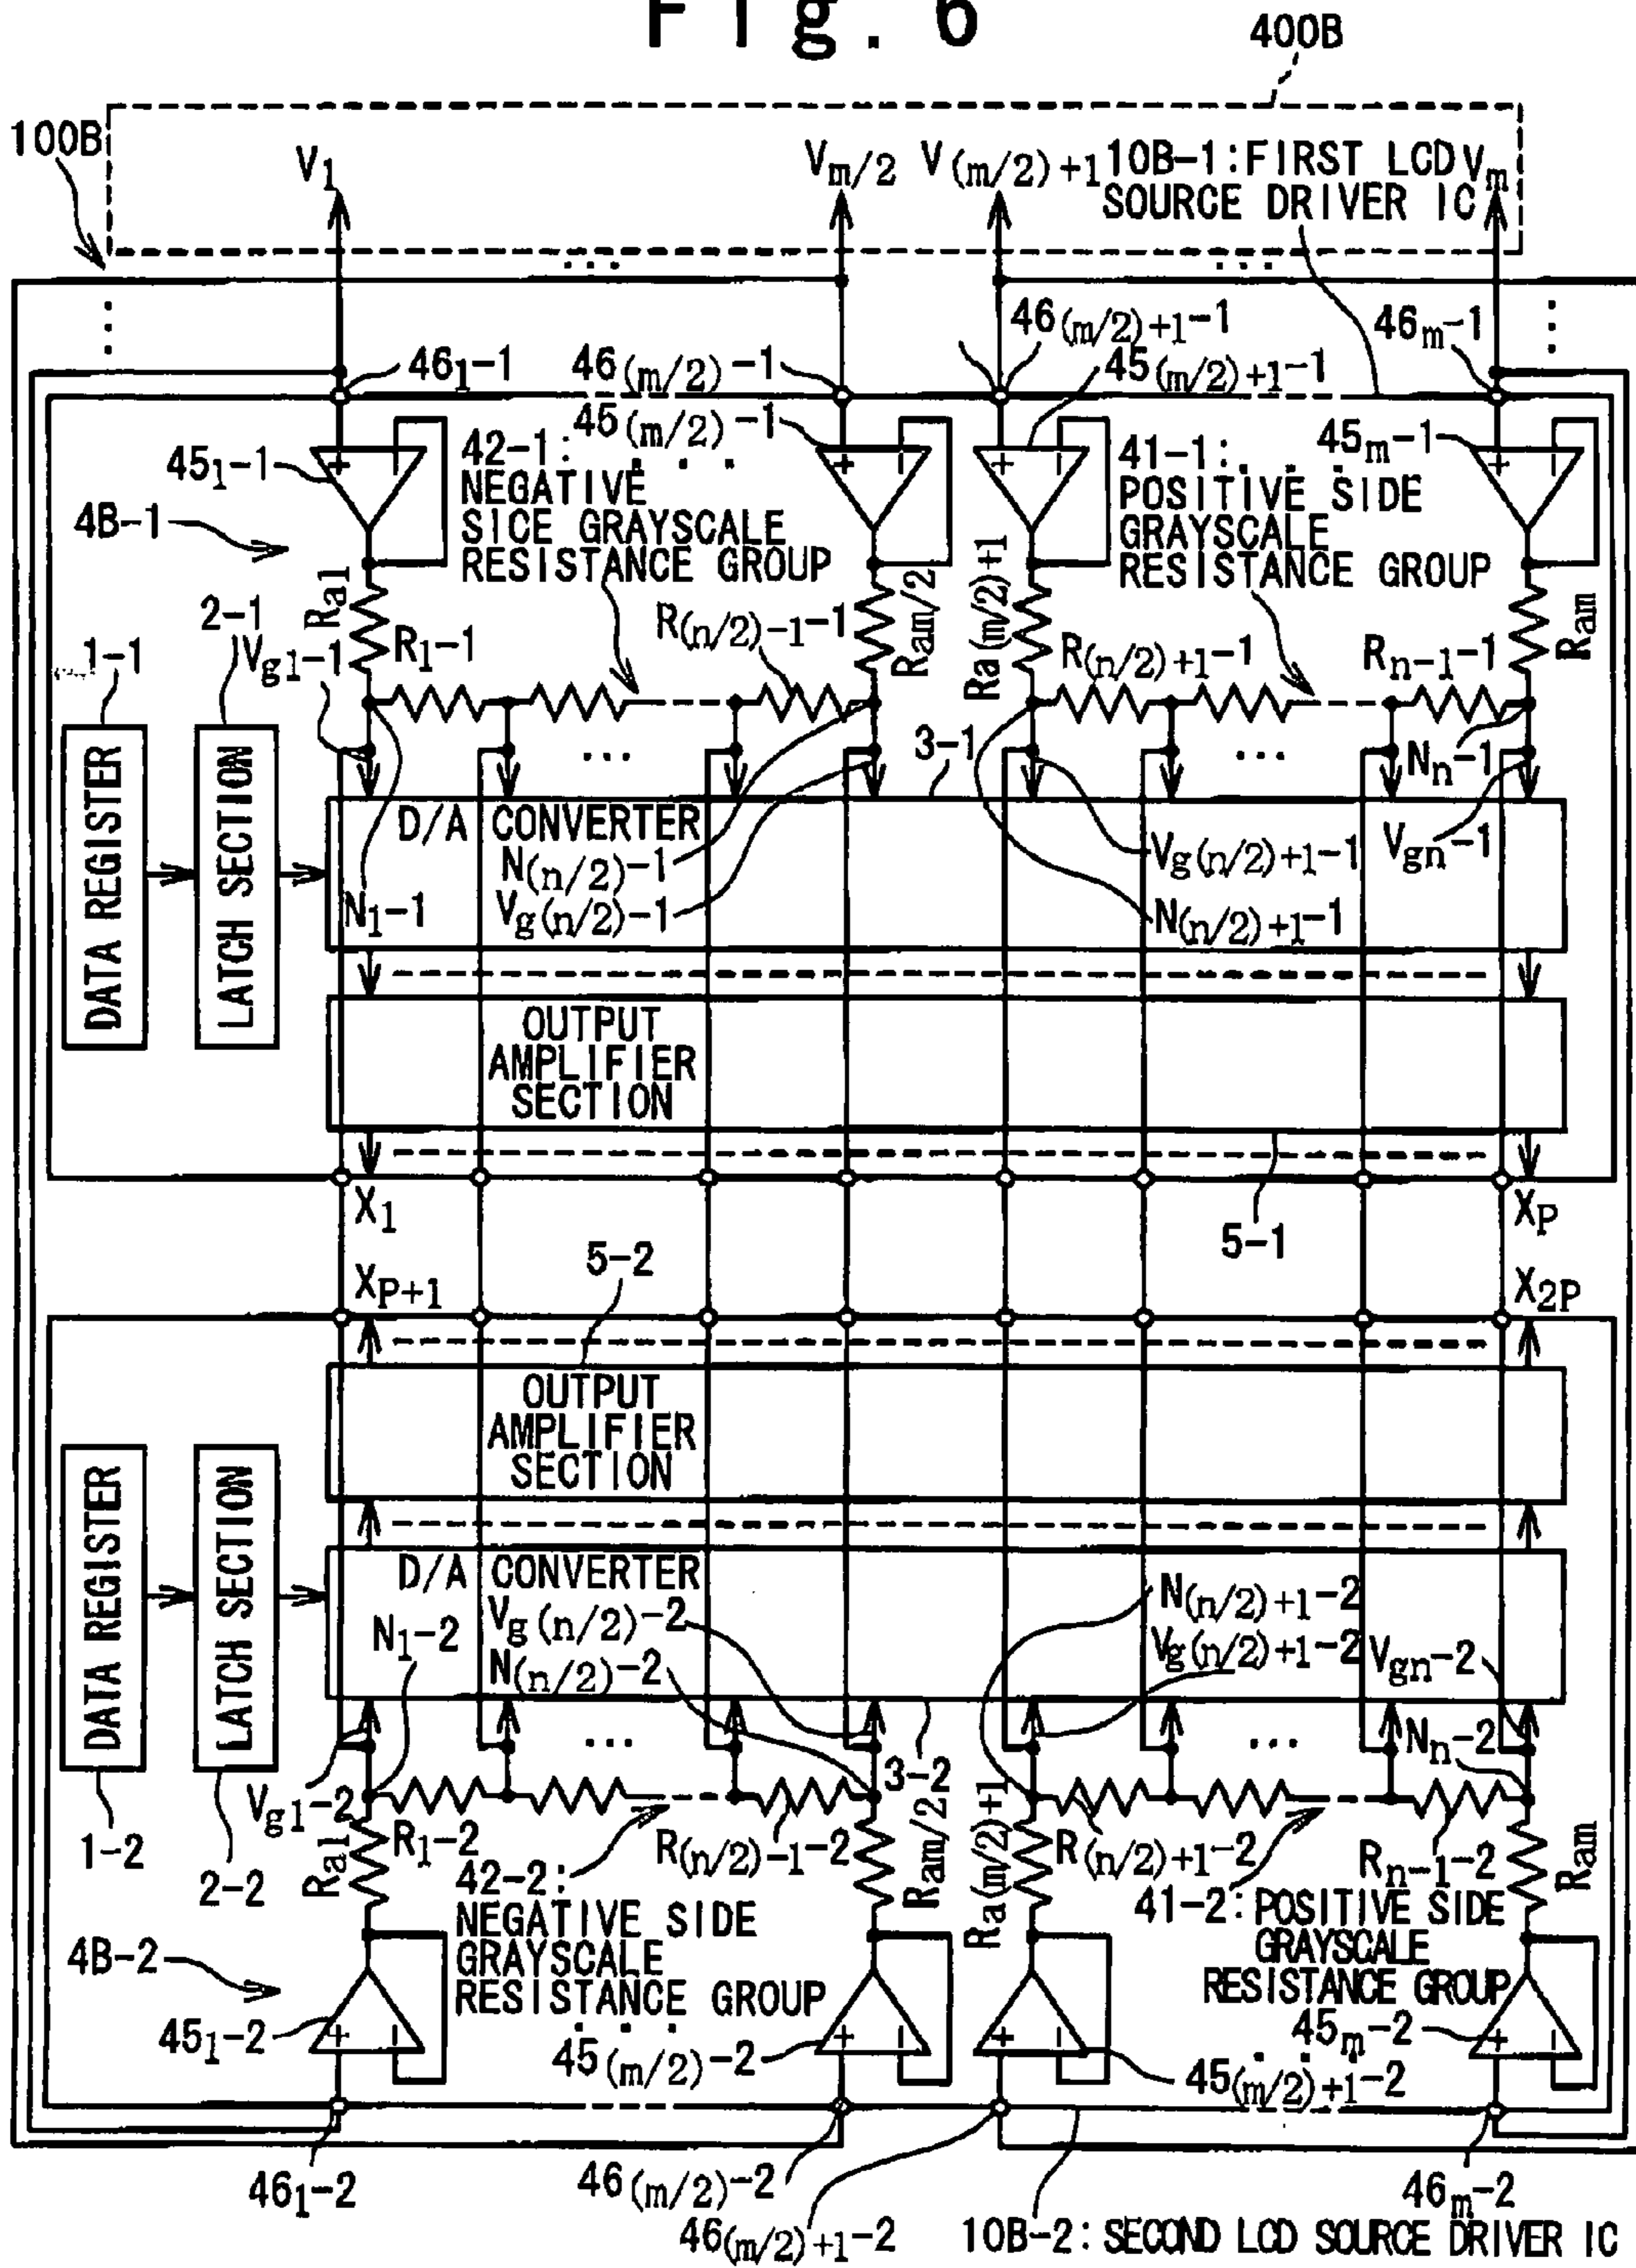 Fig. 6
400B
100B
V1
Vm/2
V(m/2)+1
10B-1:FIRST LCD
SOURCE DRIVER IC
Vm
461-1
46(m/2)-1
46(m/2)+1-1
46m-1
45(m/2)-1
45(m/2)+1-1
45m-1
451-1
42-1:
NEGATIVE
SICE GRAYSCALE
RESISTANCE GROUP
41-1:
POSITIVE SIDE
GRAYSCALE
RESISTANCE GROUP
4B-1
Ra1
Ram/2
Ra(m/2)+1
Ram
2-1
1-1
Vg1-1
R1-1
R(n/2)-1-1
R(n/2)+1-1
Rn-1-1
3-1
Nn-1
DATA REGISTER
LATCH SECTION
D/A CONVERTER
N(n/2)-1
Vg(n/2)-1
N1-1
Vg(n/2)+1-1
N(n/2)+1-1
Vgn-1
OUTPUT
AMPLIFIER
SECTION
X1
5-1
XP
5-2
XP+1
X2P
OUTPUT
AMPLIFIER
SECTION
DATA REGISTER
LATCH SECTION
D/A CONVERTER
N1-2
Vg(n/2)-2
N(n/2)-2
N(n/2)+1-2
Vg(n/2)+1-2
Vgn-2
Nn-2
3-2
Vg1-2
1-2
2-2
Ra1
R1-2
R(n/2)-1-2
Ram/2
Ra(m/2)+1
R(n/2)+1-2
Rn-1-2
Ram
42-2:
NEGATIVE SIDE
GRAYSCALE
RESISTANCE GROUP
41-2:POSITIVE SIDE
GRAYSCALE
RESISTANCE GROUP
4B-2
451-2
45(m/2)-2
45(m/2)+1-2
45m-2
461-2
46(m/2)-2
46(m/2)+1-2
46m-2
10B-2:SECOND LCD SOURCE DRIVER IC
+ −
+ −
+ −
+ −
+ −
+ −
+ −
+ −